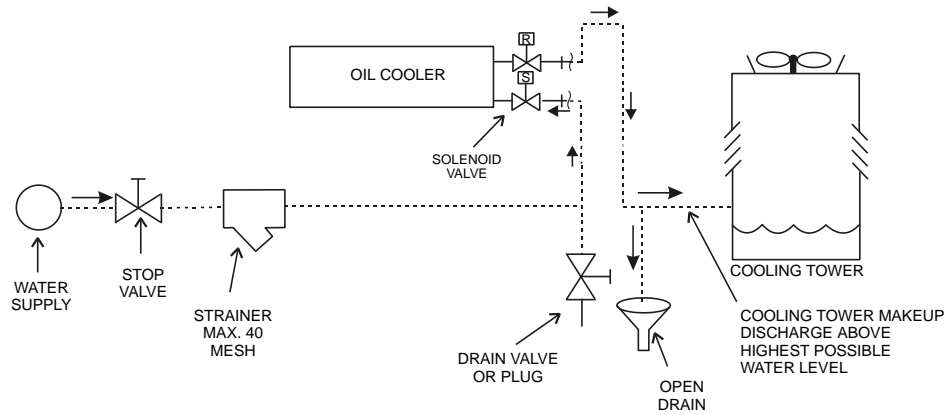 R
OIL COOLER
S
SOLENOID
VALVE
WATER
SUPPLY
STOP
VALVE
STRAINER
MAX. 40
MESH
DRAIN VALVE
OR PLUG
OPEN
DRAIN
COOLING TOWER
COOLING TOWER MAKEUP
DISCHARGE ABOVE
HIGHEST POSSIBLE
WATER LEVEL